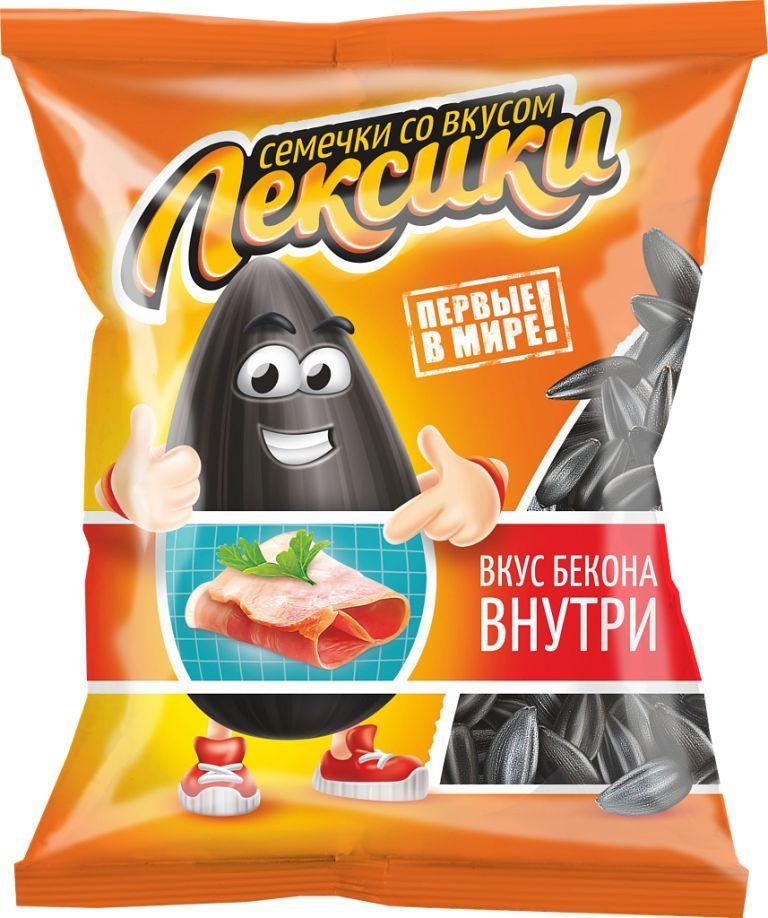 семечки со вкусом
Лексики
ПЕРВЫЕ
В МИРЕ!
ВКУС БЕКОНА
ВНУТРИ